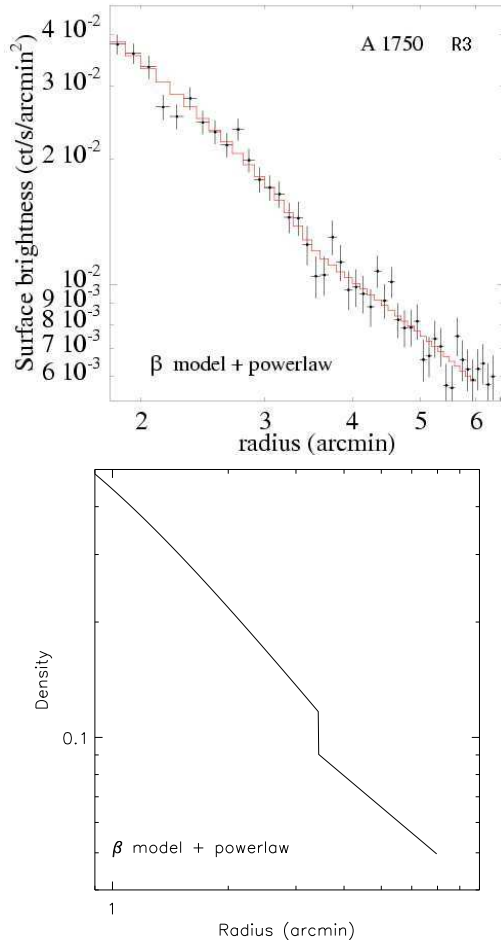 A 1750 R3
Surface brightness (ct/s/arcmin²)
4 10⁻²
3 10⁻²
2 10⁻²
10⁻²
9 10⁻³
8 10⁻³
7 10⁻³
6 10⁻³
β model + powerlaw
2 3 4 5 6
radius (arcmin)
Density
0.1
β model + powerlaw
1
Radius (arcmin)